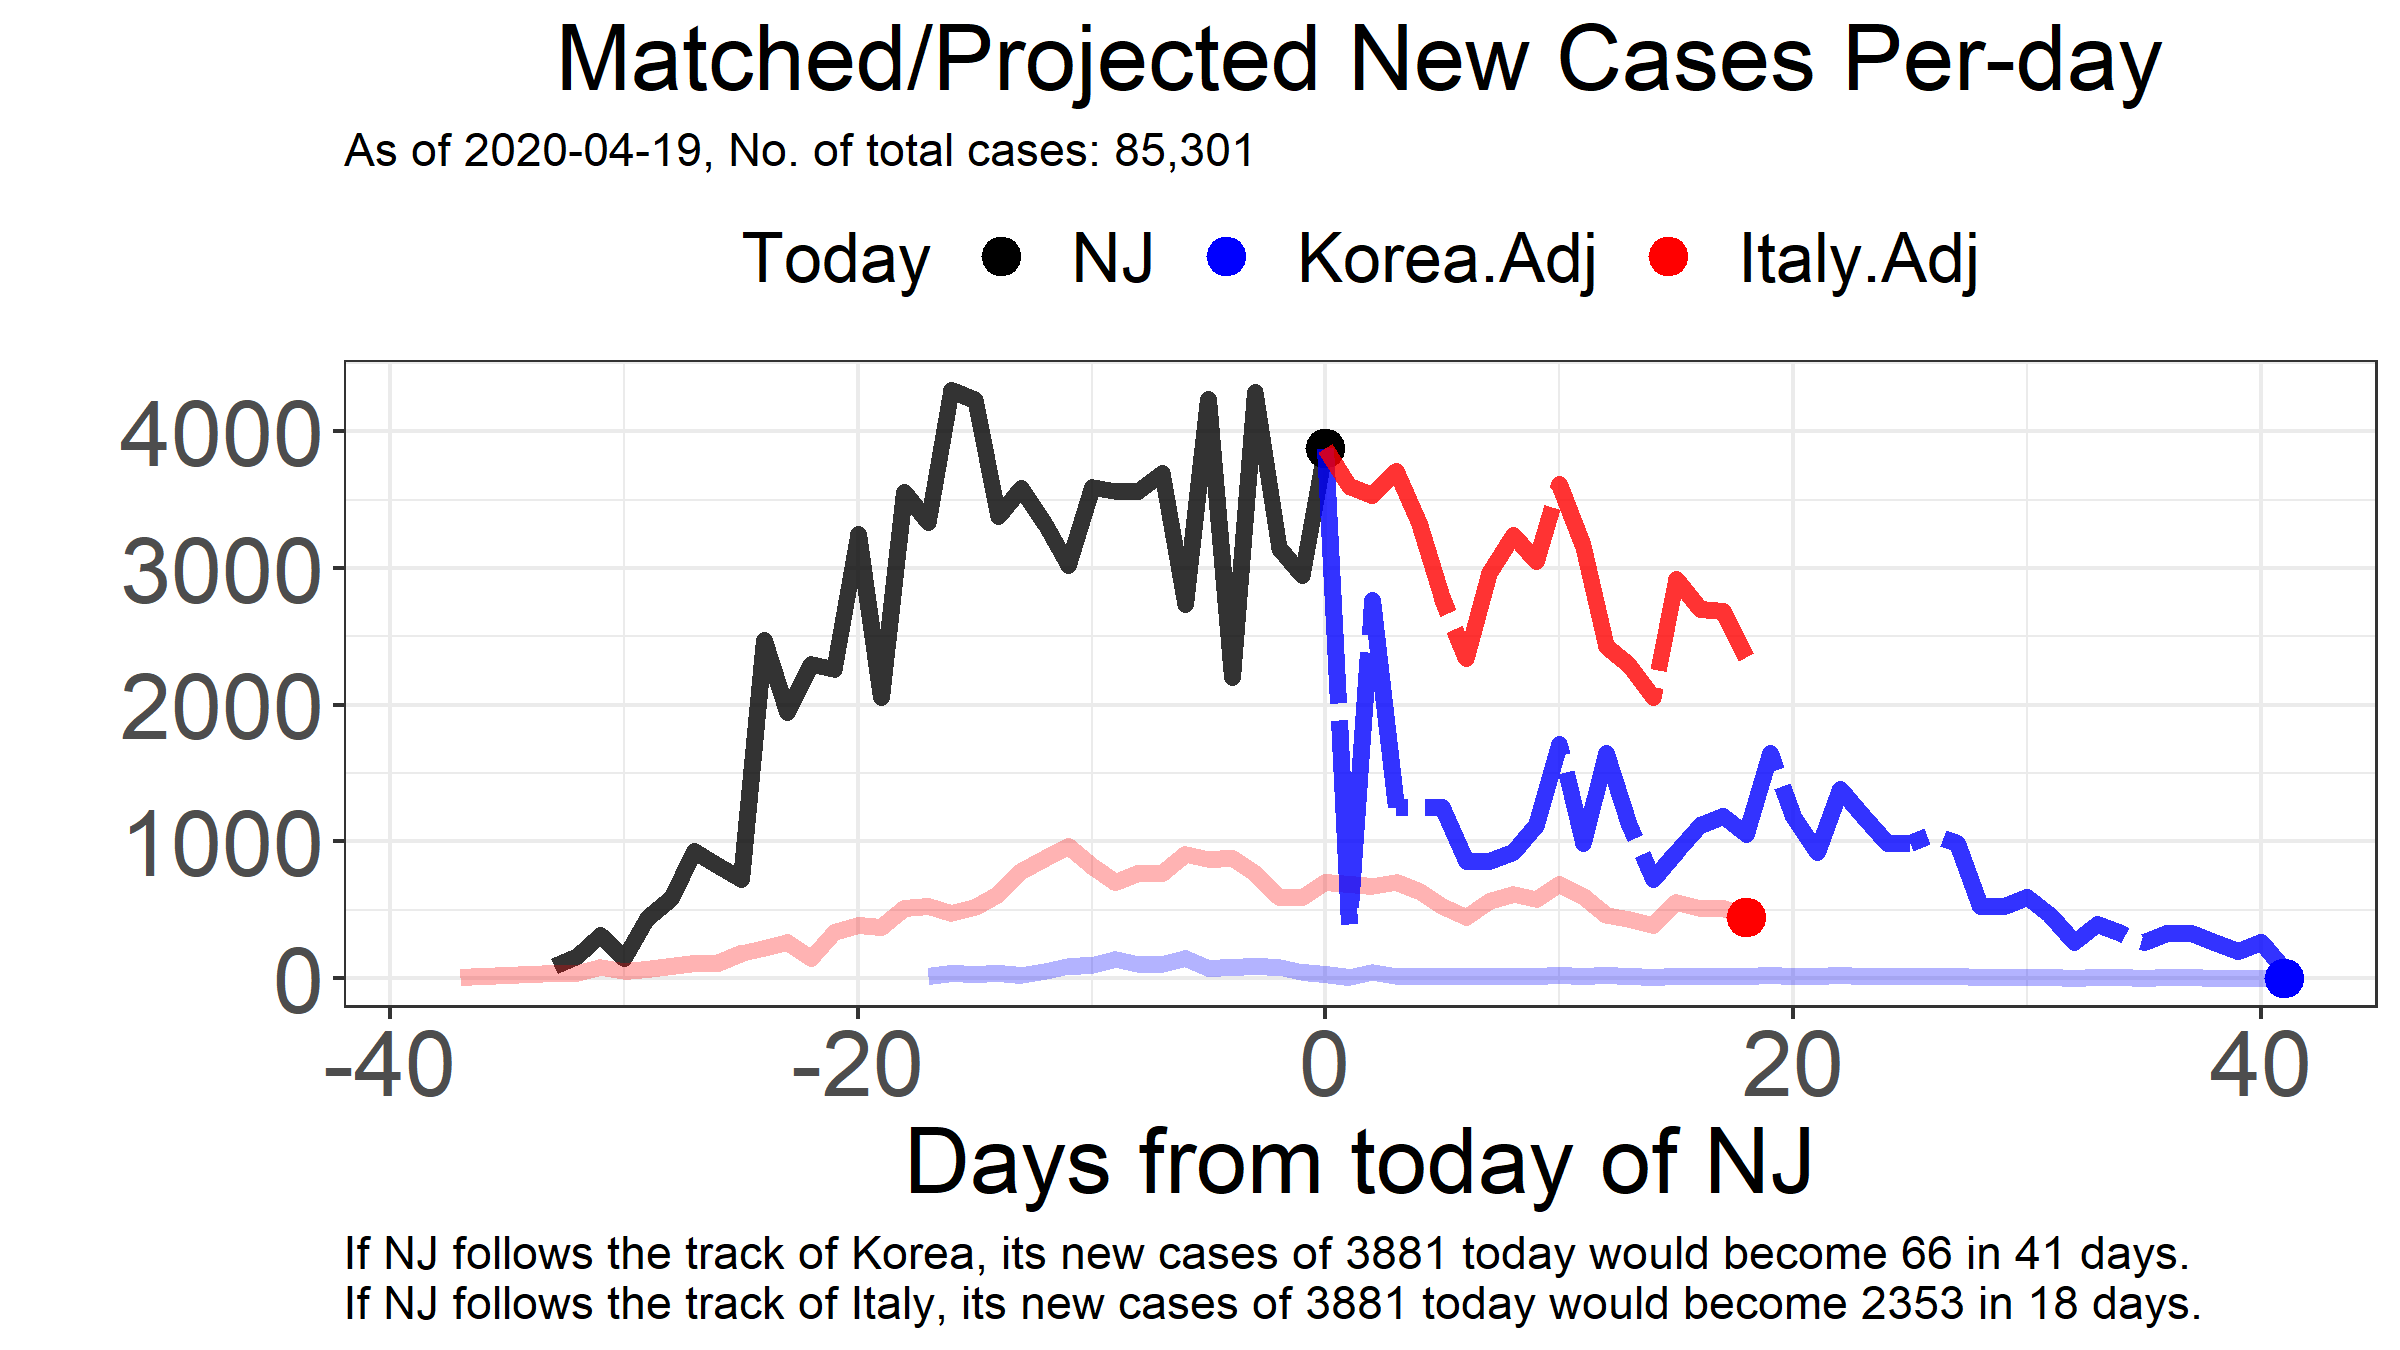 Matched/Projected New Cases Per-day
As of 2020-04-19, No. of total cases: 85,301
Today NJ Korea.Adj Italy.Adj
4000
3000
2000
1000
0
-40 -20 0 20 40
Days from today of NJ
If NJ follows the track of Korea, its new cases of 3881 today would become 66 in 41 days.
If NJ follows the track of Italy, its new cases of 3881 today would become 2353 in 18 days.